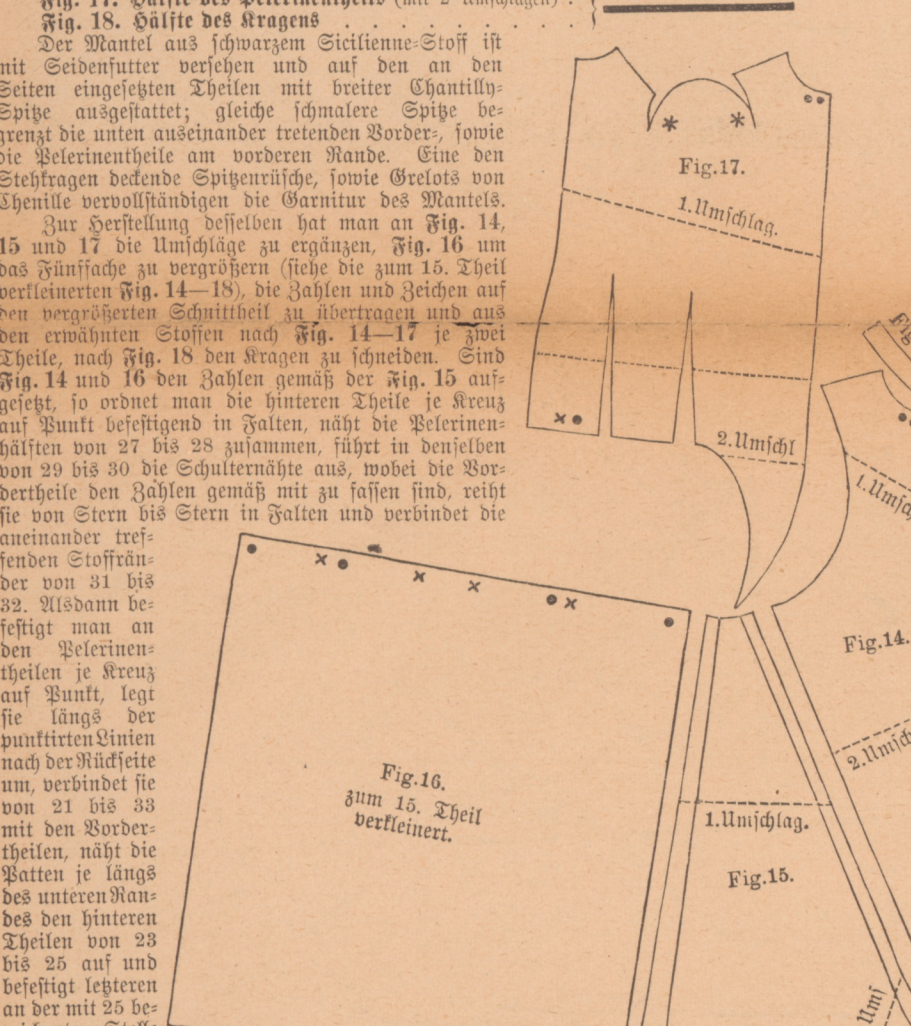 Fig. 17. Hälfte des Pelerinentheils (mit 2 Umschlägen) .
Fig. 18. Hälfte des Kragens . . . . . . . . .
Der Mantel aus schwarzem Sicilienne-Stoff ist
mit Seidenfutter versehen und auf den an den
Seiten eingesetzten Theilen mit breiter Chantilly-
Spitze ausgestattet; gleiche schmalere Spitze be-
grenzt die unten auseinander tretenden Vorder-, sowie
die Pelerinentheile am vorderen Rande. Eine den
Stehkragen deckende Spitzenrüsche, sowie Grelots von
Chenille vervollständigen die Garnitur des Mantels.
Zur Herstellung desselben hat man an Fig. 14,
15 und 17 die Umschläge zu ergänzen, Fig. 16 um
das Fünffache zu vergrößern (siehe die zum 15. Theil
verkleinerten Fig. 14—18), die Zahlen und Zeichen auf
den vergrößerten Schnittheil zu übertragen und aus
den erwähnten Stoffen nach Fig. 14—17 je zwei
Theile, nach Fig. 18 den Kragen zu schneiden. Sind
Fig. 14 und 16 den Zahlen gemäß der Fig. 15 auf-
gesetzt, so ordnet man die hinteren Theile je Kreuz
auf Punkt befestigend in Falten, näht die Pelerinen-
hälften von 27 bis 28 zusammen, führt in denselben
von 29 bis 30 die Schulternähte aus, wobei die Vor-
dertheile den Zahlen gemäß mit zu fassen sind, reiht
sie von Stern bis Stern in Falten und verbindet die
aneinander tref-
fenden Stoffrän-
der von 31 bis
32. Alsdann be-
festigt man an
den Pelerinen-
theilen je Kreuz
auf Punkt, legt
sie längs der
punktirten Linien
nach der Rückseite
um, verbindet sie
von 21 bis 33
mit den Vorder-
theilen, näht die
Patten je längs
des unteren Ran-
des den hinteren
Theilen von 23
bis 25 auf und
befestigt letzteren
an der mit 25 be-
Fig.17.
1.Umschlag.
2.Umschl
Fig
1.Umsch
Fig.14.
2.Umsch
Fig.16.
zum 15. Theil
verkleinert.
1.Umschlag.
Fig.15.
Ums